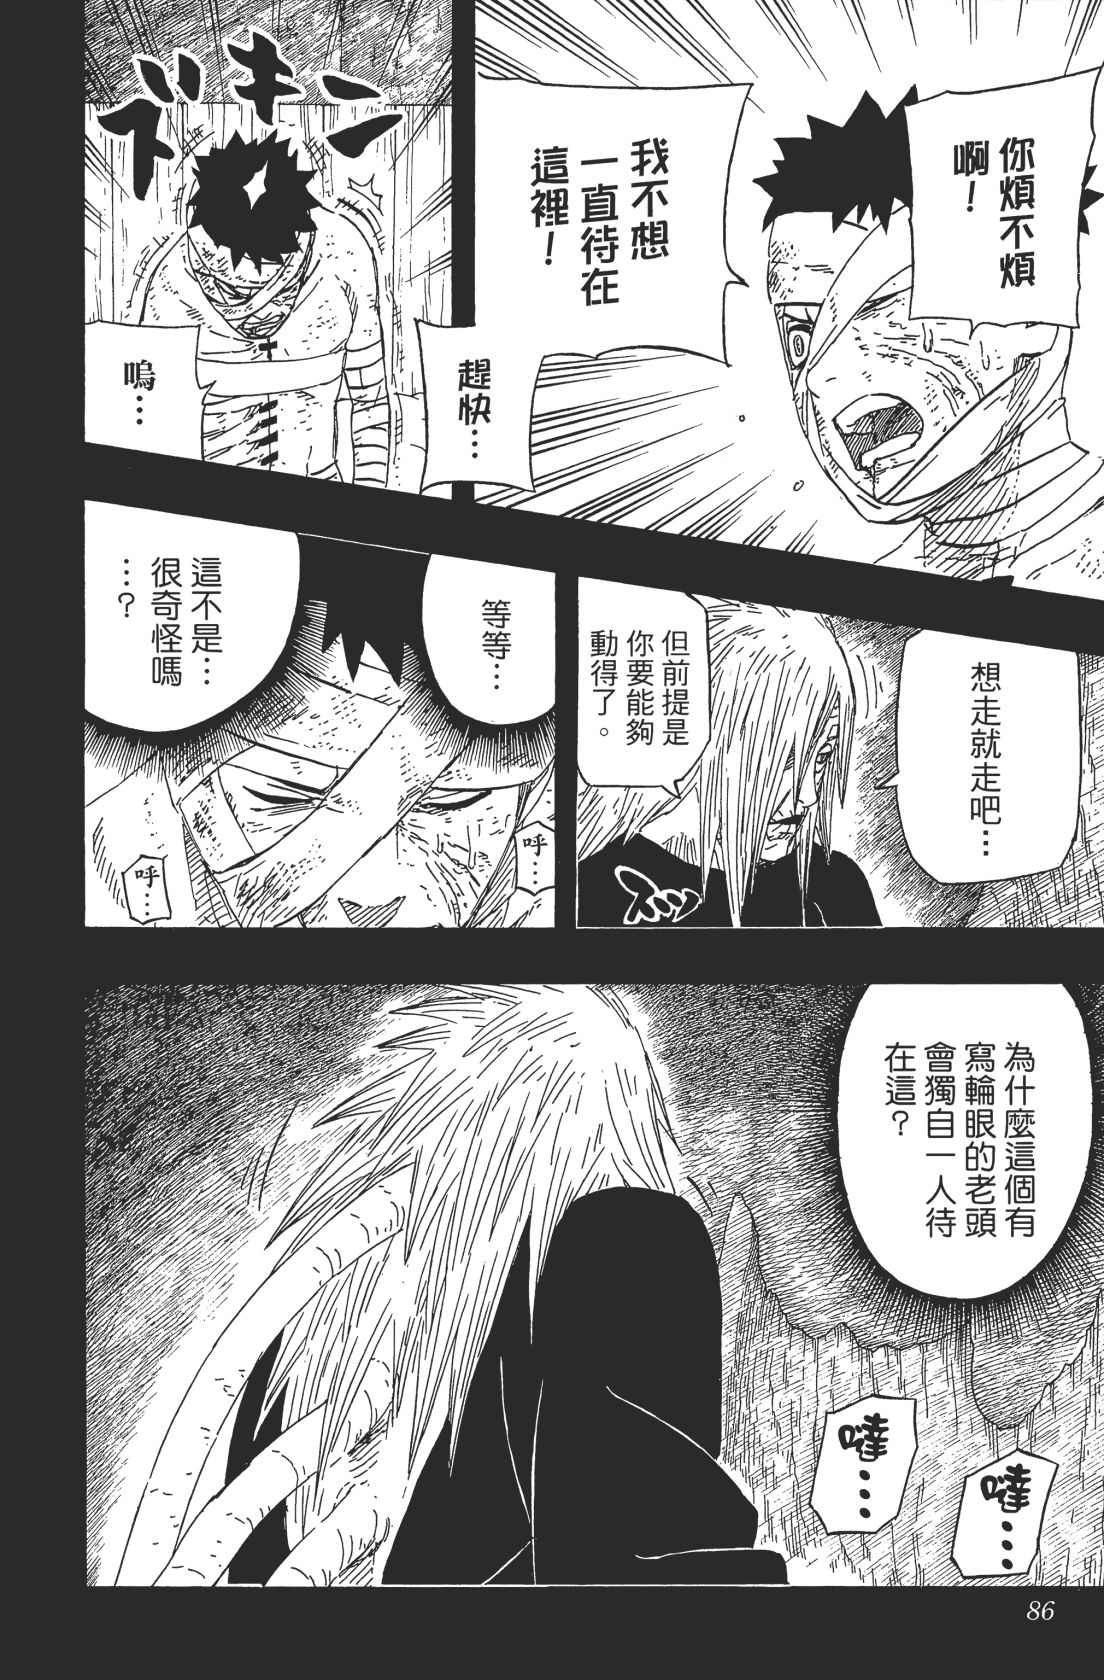 你煩不煩
啊！
我不想
一直待在
這裡！
趕快…
ズキン
嗚…
想走就走吧…
但前提是
你要能夠
動得了。
スッ
等等…
這不是…
很奇怪嗎
…？
呼…
呼…
為什麼這個有
寫輪眼的老頭
會獨自一人待
在這？
噠…
噠…
86